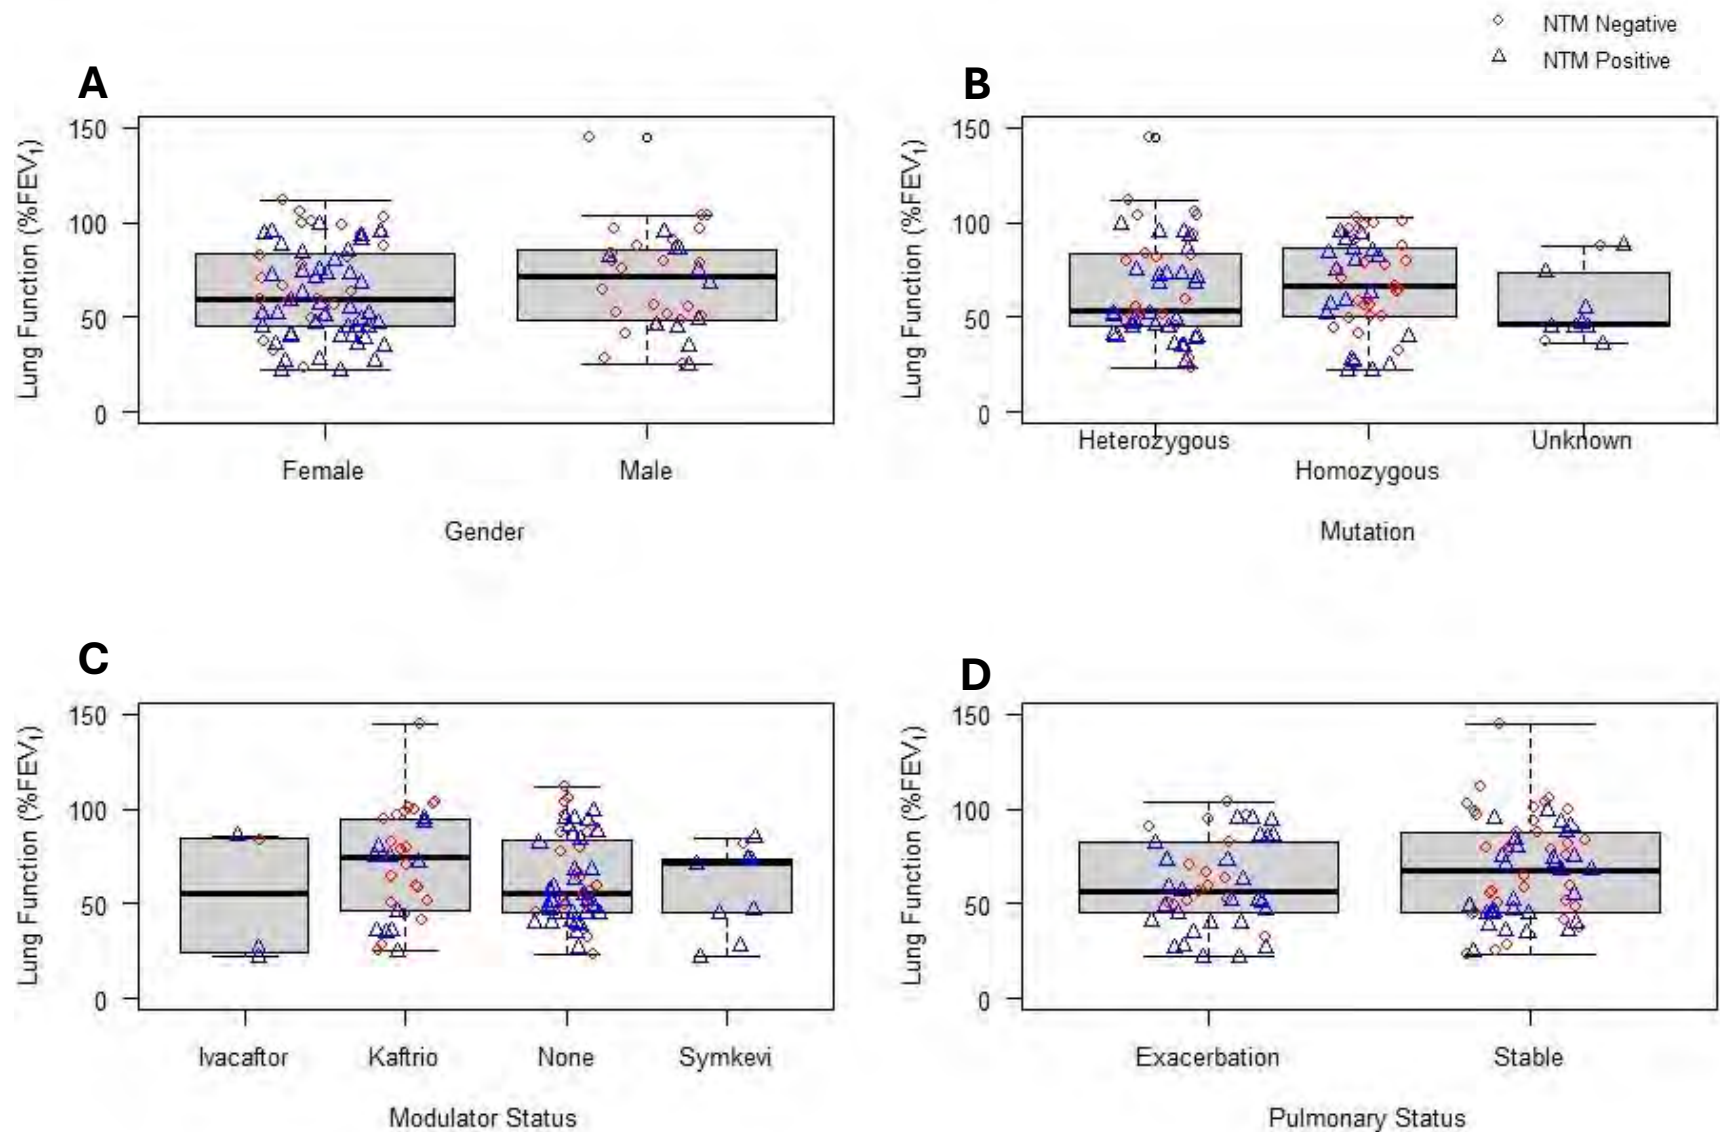 NTM Negative
NTM Positive
A
Lung Function (%FEV1)
150
100
50
0
Female
Male
Gender
B
Lung Function (%FEV1)
150
100
50
0
Heterozygous
Homozygous
Unknown
Mutation
C
Lung Function (%FEV1)
150
100
50
0
Ivacaftor
Kaftrio
None
Symkevi
Modulator Status
D
Lung Function (%FEV1)
150
100
50
0
Exacerbation
Stable
Pulmonary Status